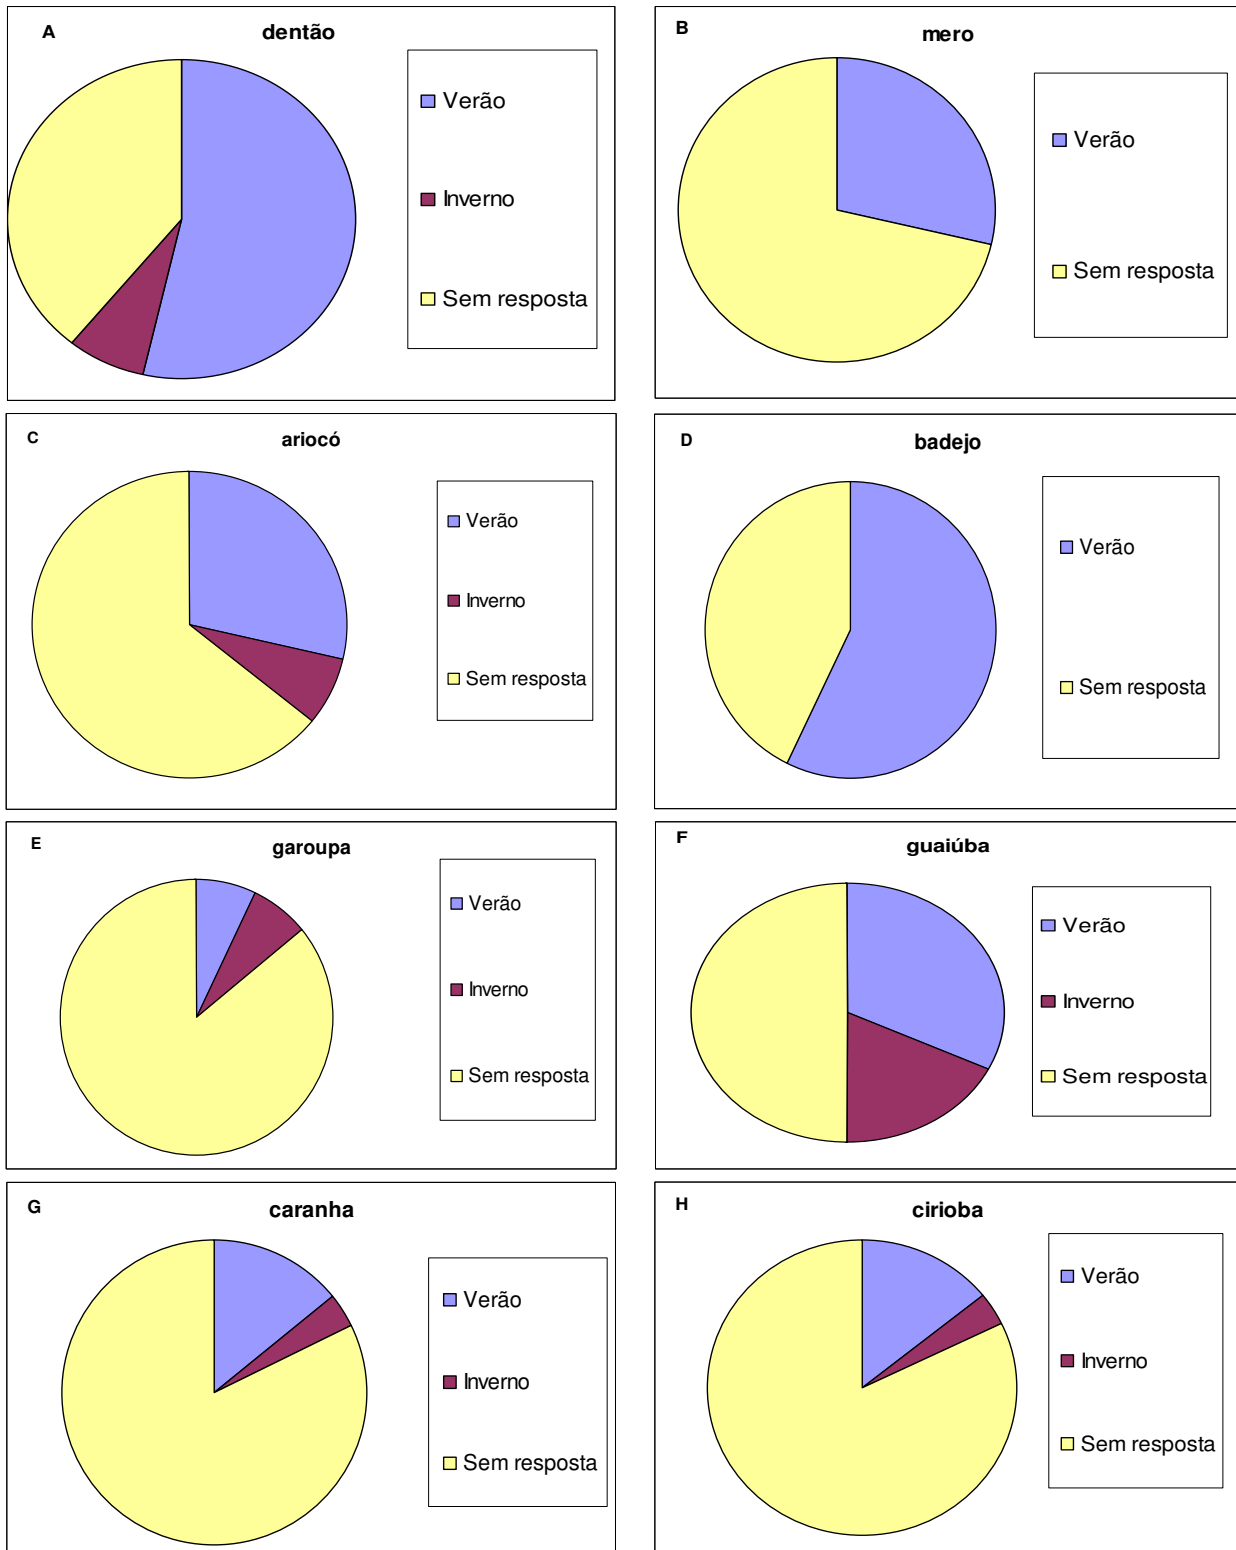 A
dentão
Verão
Inverno
Sem resposta
B
mero
Verão
Sem resposta
C
ariocó
Verão
Inverno
Sem resposta
D
badejo
Verão
Sem resposta
E
garoupa
Verão
Inverno
Sem resposta
F
guaiúba
Verão
Inverno
Sem resposta
G
caranha
Verão
Inverno
Sem resposta
H
cirioba
Verão
Inverno
Sem resposta